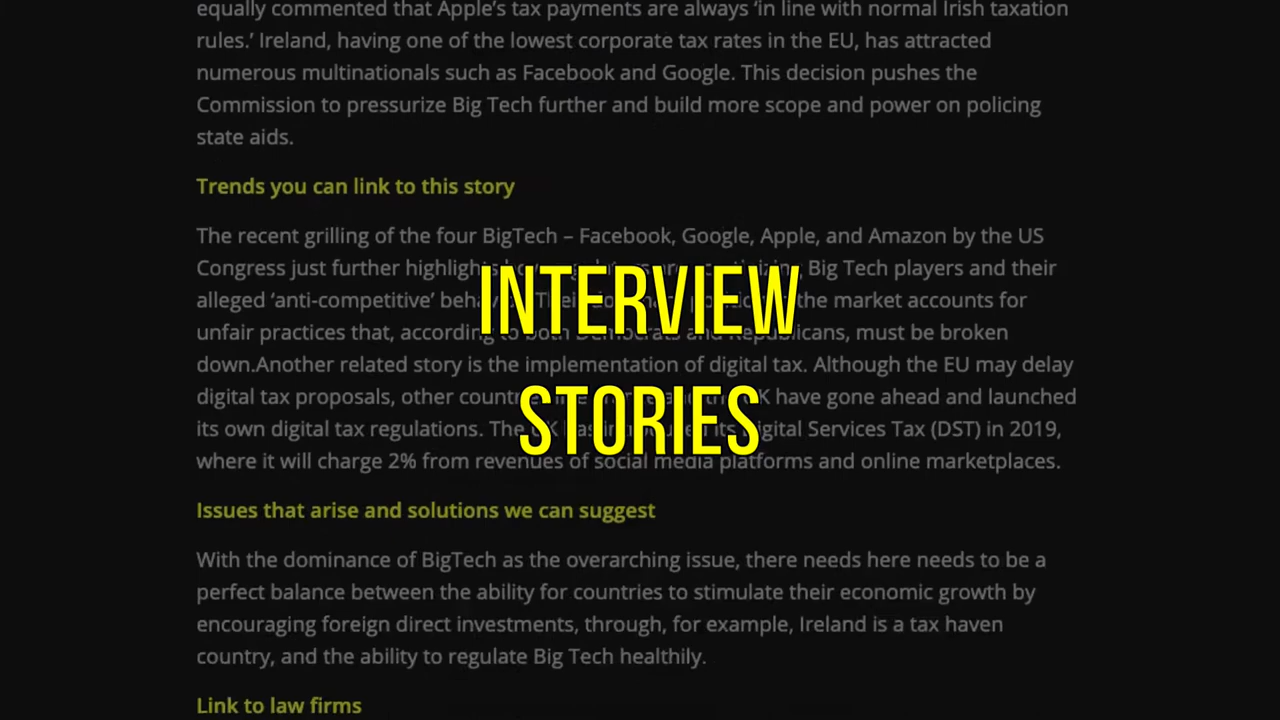 equally commented that Apple's tax payments are always 'in line with normal Irish taxation
rules.' Ireland, having one of the lowest corporate tax rates in the EU, has attracted
numerous multinationals such as Facebook and Google. This decision pushes the
Commission to pressurize Big Tech further and build more scope and power on policing
state aids.
Trends you can link to this story
The recent grilling of the four BigTech – Facebook, Google, Apple, and Amazon by the US
Congress just further highlights Big Tech players and their
alleged 'anti-competitive' the market accounts for
unfair practices that, according to both Democrats and Republicans, must be broken
down.Another related story is the implementation of digital tax. Although the EU may delay
digital tax proposals, other have gone ahead and launched
its own digital tax regulations. The its Digital Services Tax (DST) in 2019,
where it will charge 2% from revenues of social media platforms and online marketplaces.
INTERVIEW
STORIES
Issues that arise and solutions we can suggest
With the dominance of BigTech as the overarching issue, there needs here needs to be a
perfect balance between the ability for countries to stimulate their economic growth by
encouraging foreign direct investments, through, for example, Ireland is a tax haven
country, and the ability to regulate Big Tech healthily.
Link to law firms